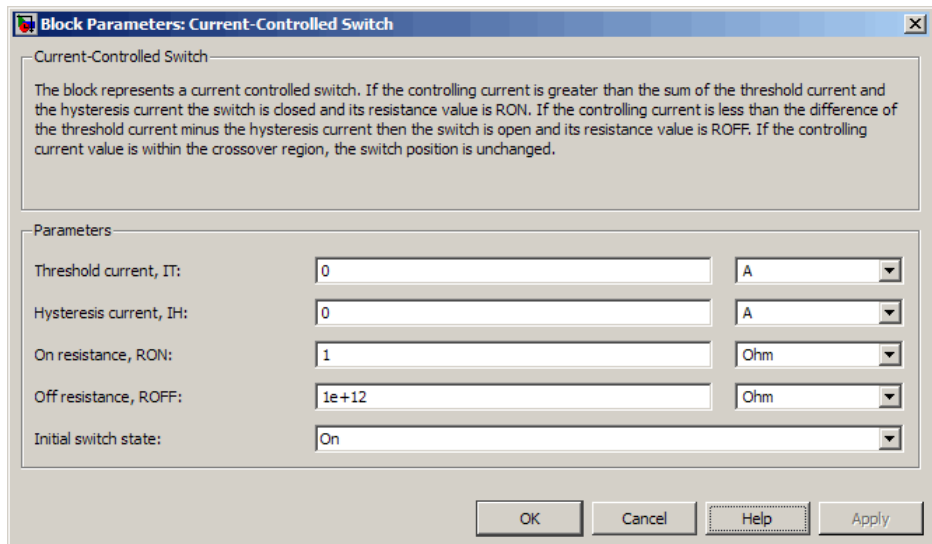 Block Parameters: Current-Controlled Switch
Current-Controlled Switch
The block represents a current controlled switch. If the controlling current is greater than the sum of the threshold current and
the hysteresis current the switch is closed and its resistance value is RON. If the controlling current is less than the difference of
the threshold current minus the hysteresis current then the switch is open and its resistance value is ROFF. If the controlling
current value is within the crossover region, the switch position is unchanged.
Parameters
Threshold current, IT: 0 A
Hysteresis current, IH: 0 A
On resistance, RON: 1 Ohm
Off resistance, ROFF: 1e+12 Ohm
Initial switch state: On
OK Cancel Help Apply